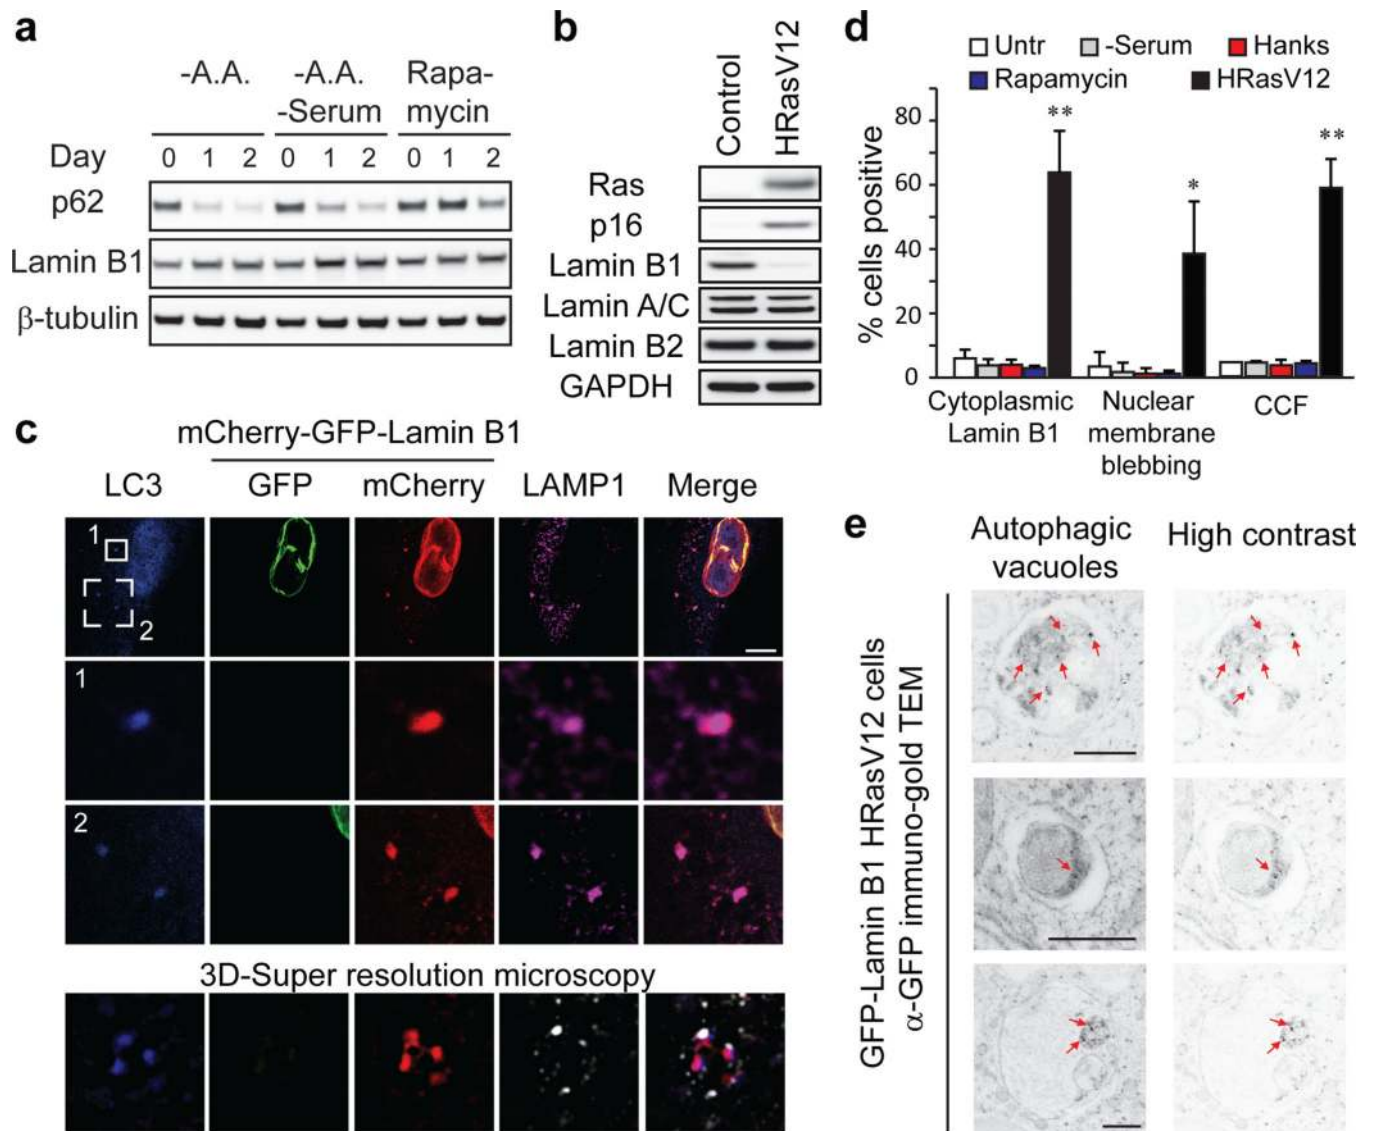 a
-A.A.
-A.A.
-Serum
Rapa-
mycin
Day 0 1 2 0 1 2 0 1 2
p62
Lamin B1
β-tubulin
b
Control
HRasV12
Ras
p16
Lamin B1
Lamin A/C
Lamin B2
GAPDH
c
mCherry-GFP-Lamin B1
LC3 GFP mCherry LAMP1 Merge
1
2
1
2
3D-Super resolution microscopy
d
Untr -Serum Hanks
Rapamycin HRasV12
% cells positive
80
60
40
20
0
**
*
**
Cytoplasmic
Lamin B1
Nuclear
membrane
blebbing
CCF
e
Autophagic
vacuoles
High contrast
GFP-Lamin B1 HRasV12 cells
α-GFP immuno-gold TEM